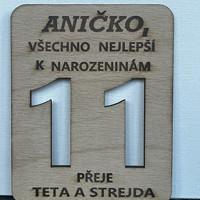 ANIČKO,
VŠECHNO NEJLEPŠÍ
K NAROZENINÁM
11
PŘEJE
TETA A STREJDA